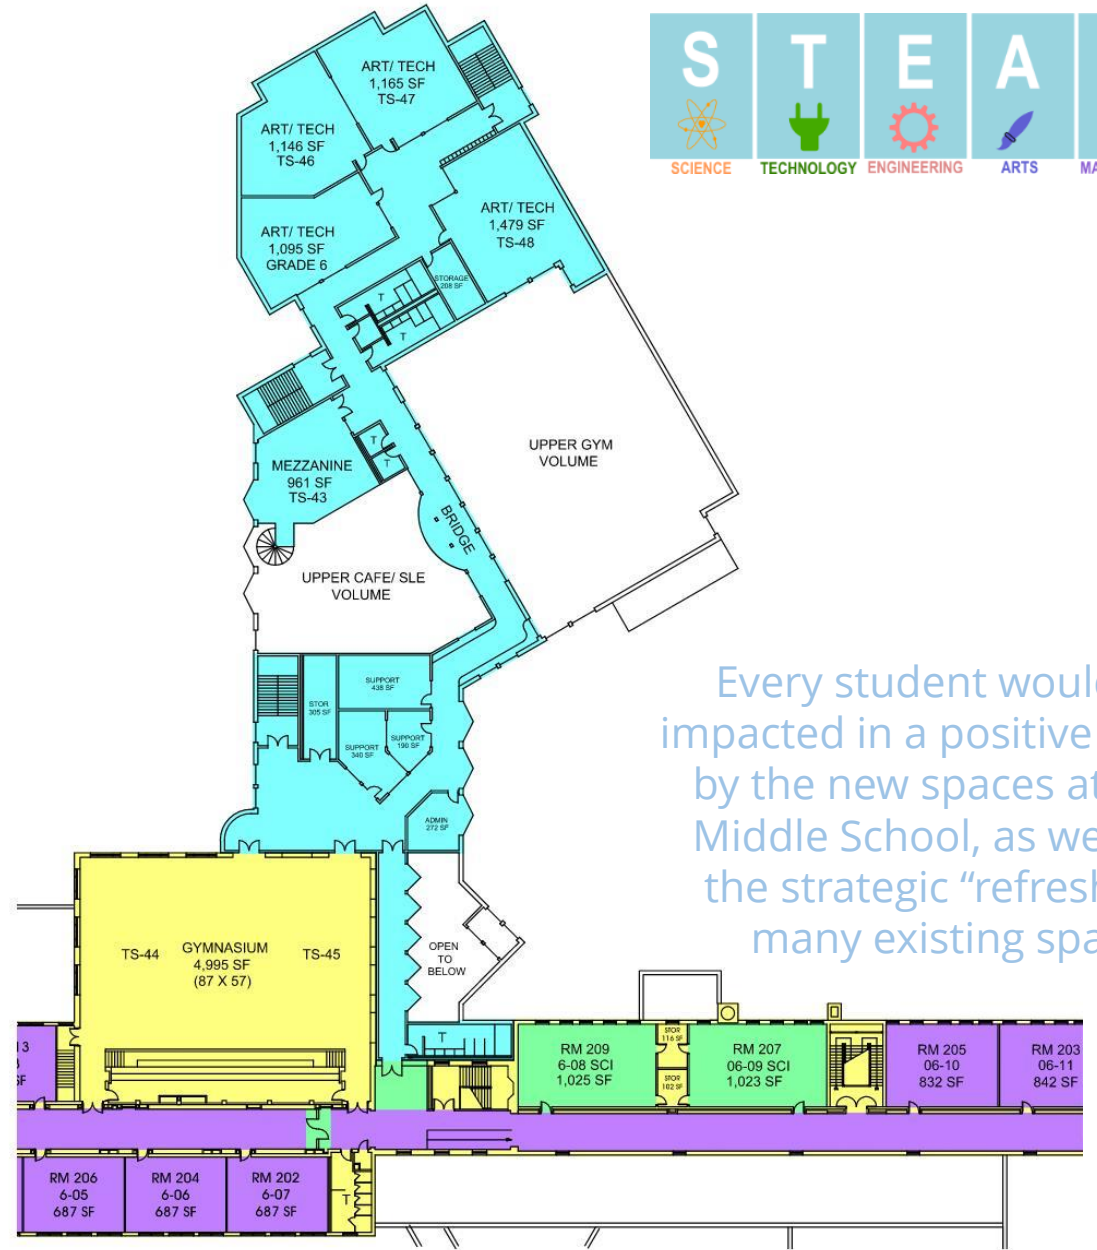 S T E A
SCIENCE TECHNOLOGY ENGINEERING ARTS MA
ART/ TECH
1,165 SF
TS-47
ART/ TECH
1,146 SF
TS-46
ART/ TECH
1,479 SF
TS-48
ART/ TECH
1,095 SF
GRADE 6
STORAGE
208 SF
T
T
UPPER GYM
VOLUME
T
T
MEZZANINE
961 SF
TS-43
BRIDGE
UPPER CAFE/ SLE
VOLUME
SUPPORT
438 SF
STOR
305 SF
SUPPORT
340 SF
SUPPORT
190 SF
ADMIN
272 SF
Every student would
impacted in a positive
by the new spaces at
Middle School, as we
the strategic “refresh
many existing spa
TS-44
GYMNASIUM
4,995 SF
(87 X 57)
TS-45
OPEN
TO
BELOW
T
13
SF
RM 209
6-08 SCI
1,025 SF
STOR
116 SF
STOR
102 SF
RM 207
06-09 SCI
1,023 SF
RM 205
06-10
832 SF
RM 203
06-11
842 SF
RM 206
6-05
687 SF
RM 204
6-06
687 SF
RM 202
6-07
687 SF
T